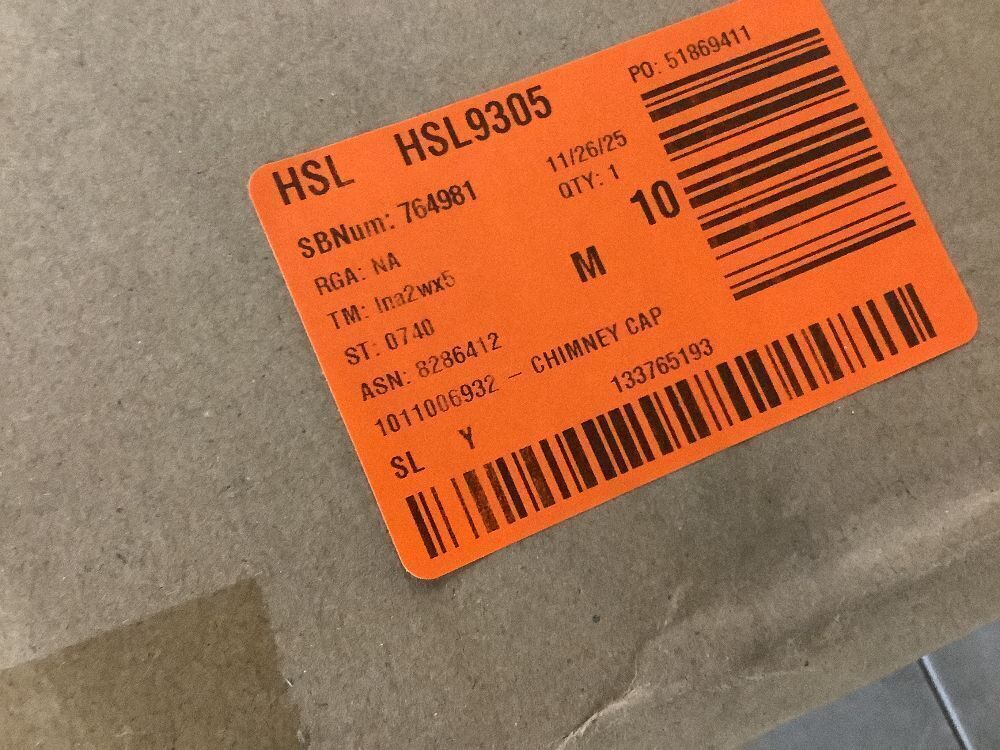 HSL HSL9305
PO: 51869411
SBNum: 764981
11/26/25
RGA: NA
QTY: 1
10
TM: lna2wx5
M
ST: 0740
ASN: 8286412
1011006932 – CHIMNEY CAP
133765193
SL Y